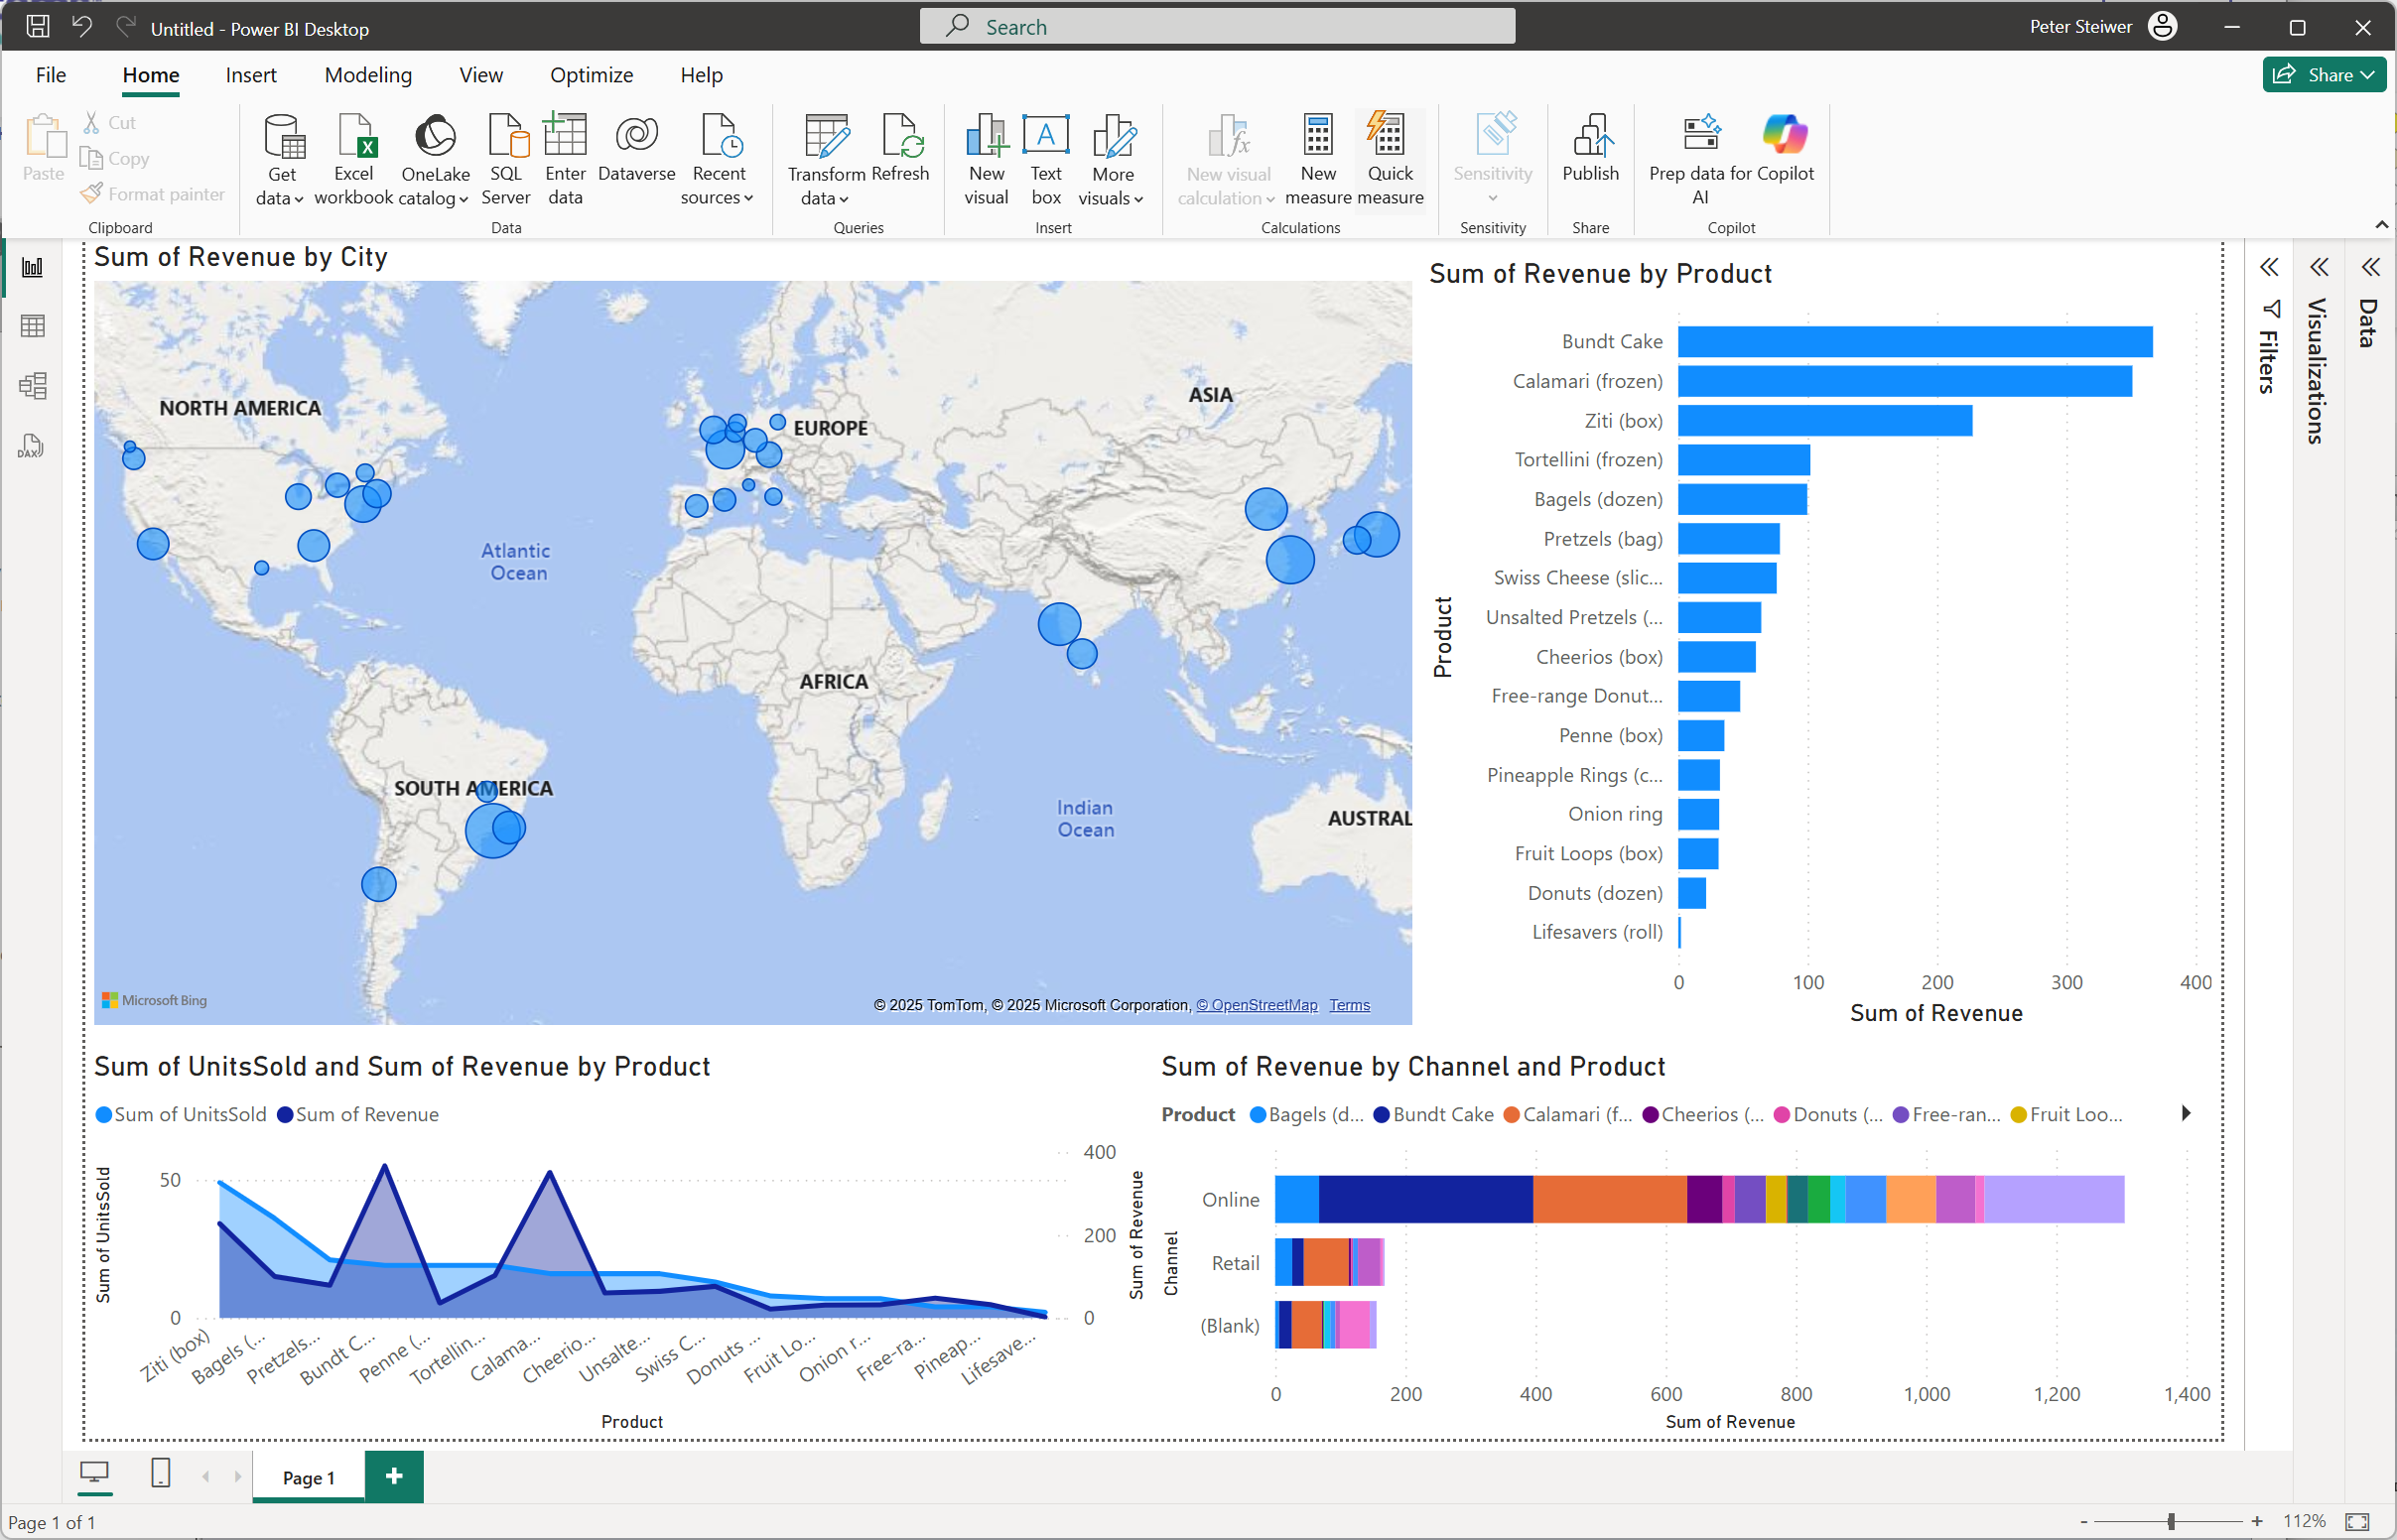 Untitled - Power BI Desktop
Search
Peter Steiwer
File Home Insert Modeling View Optimize Help
Share
Paste
Cut
Copy
Format painter
Clipboard
Get data
Excel workbook
OneLake catalog
SQL Server
Enter data
Dataverse
Recent sources
Data
Transform data
Refresh
Queries
New visual
Text box
More visuals
Insert
New visual calculation
New measure
Quick measure
Calculations
Sensitivity
Sensitivity
Publish
Share
Prep data for AI
Copilot
Copilot
DAX
Sum of Revenue by City
NORTH AMERICA
EUROPE
ASIA
Atlantic
Ocean
AFRICA
SOUTH AMERICA
Indian
Ocean
AUSTRAL
Microsoft Bing
© 2025 TomTom, © 2025 Microsoft Corporation, © OpenStreetMap Terms
Sum of Revenue by Product
Product
Bundt Cake
Calamari (frozen)
Ziti (box)
Tortellini (frozen)
Bagels (dozen)
Pretzels (bag)
Swiss Cheese (slic...
Unsalted Pretzels (...
Cheerios (box)
Free-range Donut...
Penne (box)
Pineapple Rings (c...
Onion ring
Fruit Loops (box)
Donuts (dozen)
Lifesavers (roll)
0 100 200 300 400
Sum of Revenue
Filters
Visualizations
Data
Sum of UnitsSold and Sum of Revenue by Product
Sum of UnitsSold Sum of Revenue
Sum of UnitsSold
50
0
400
200
0
Sum of Revenue
Ziti (box)
Bagels (...
Pretzels...
Bundt C...
Penne (...
Tortellin...
Calama...
Cheerio...
Unsalte...
Swiss C...
Donuts ...
Fruit Lo...
Onion r...
Free-ra...
Pineap...
Lifesave...
Product
Sum of Revenue by Channel and Product
Product Bagels (d... Bundt Cake Calamari (f... Cheerios (... Donuts (... Free-ran... Fruit Loo...
Channel
Online
Retail
(Blank)
0 200 400 600 800 1,000 1,200 1,400
Sum of Revenue
Page 1
+
Page 1 of 1
- + 112%